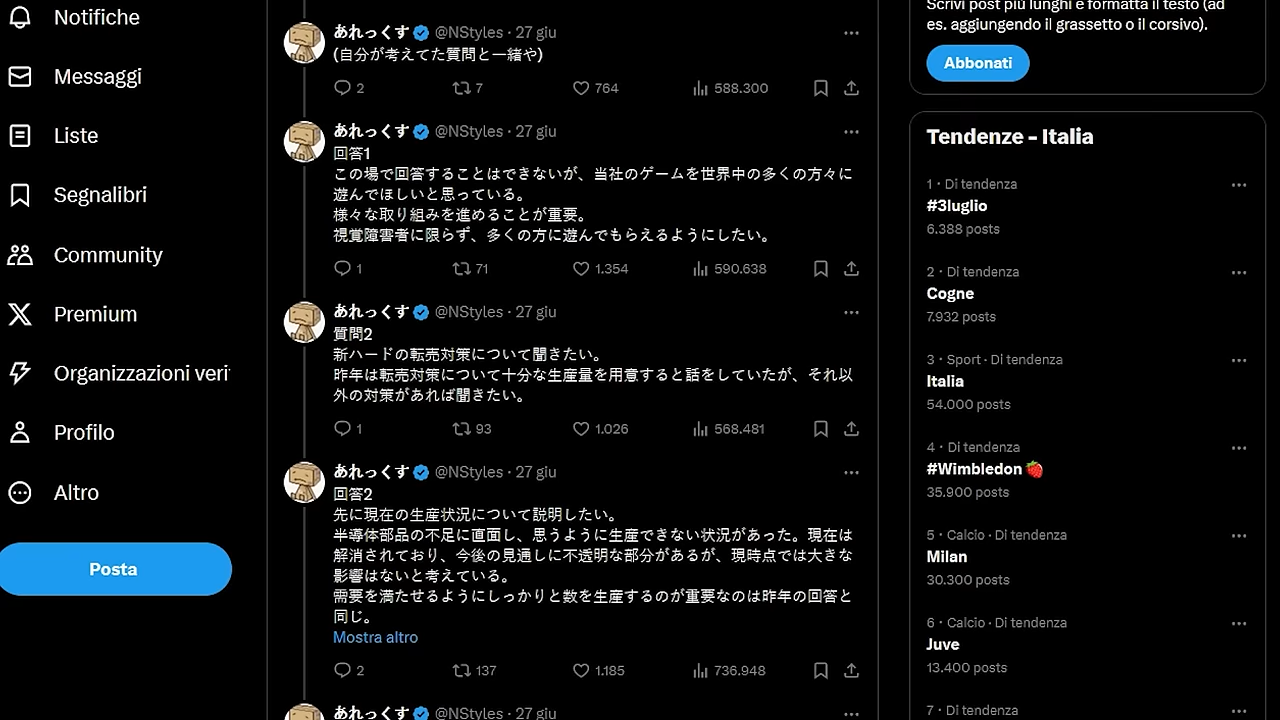 Notifiche
Messaggi
Liste
Segnalibri
Community
Premium
Organizzazioni veri
Profilo
Altro
Posta
あれっくす @NStyles · 27 giu
(自分が考えてた質問と一緒や)
2 7 764 588.300
あれっくす @NStyles · 27 giu
回答1
この場で回答することはできないが、当社のゲームを世界中の多くの方々に
遊んでほしいと思っている。
様々な取り組みを進めることが重要。
視覚障害者に限らず、多くの方に遊んでもらえるようにしたい。
1 71 1.354 590.638
あれっくす @NStyles · 27 giu
質問2
新ハードの転売対策について聞きたい。
昨年は転売対策について十分な生産量を用意すると話をしていたが、それ以
外の対策があれば聞きたい。
1 93 1.026 568.481
あれっくす @NStyles · 27 giu
回答2
先に現在の生産状況について説明したい。
半導体部品の不足に直面し、思うように生産できない状況があった。現在は
解消されており、今後の見通しに不透明な部分があるが、現時点では大きな
影響はないと考えている。
需要を満たせるようにしっかりと数を生産するのが重要なのは昨年の回答と
同じ。
Mostra altro
2 137 1.185 736.948
あれっくす @NStyles · 27 giu
Scrivi post più lunghi e formatta il testo (ad
es. aggiungendo il grassetto o il corsivo).
Abbonati
Tendenze - Italia
1 · Di tendenza
#3luglio
6.388 posts
2 · Di tendenza
Cogne
7.932 posts
3 · Sport · Di tendenza
Italia
54.000 posts
4 · Di tendenza
#Wimbledon 🍓
35.900 posts
5 · Calcio · Di tendenza
Milan
30.300 posts
6 · Calcio · Di tendenza
Juve
13.400 posts
7 · Di tendenza